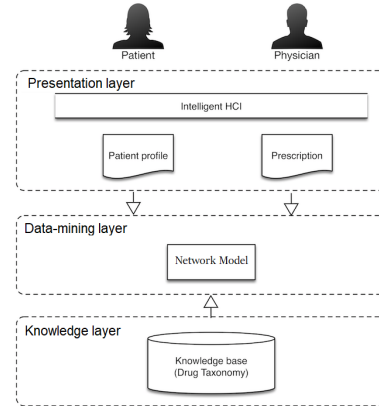 Patient
Physician
Presentation layer
Intelligent HCI
Patient profile
Prescription
Data-mining layer
Network Model
Knowledge layer
Knowledge base
(Drug Taxonomy)